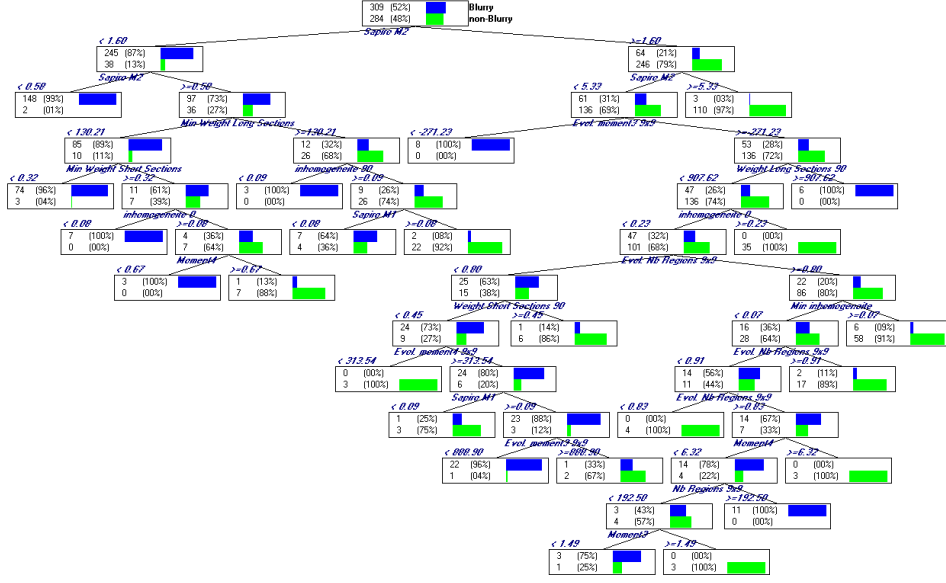 309 (52%) Blurry
284 (48%) non-Blurry
Sapiro M2
< 1.60 >=1.60
245 (87%) 64 (21%)
38 (13%) 246 (79%)
Sapiro M2 Sapiro M2
< 0.58 >=0.58 < 5.33 >=5.33
148 (99%) 97 (73%) 61 (31%) 3 (03%)
2 (01%) 36 (27%) 136 (69%) 110 (97%)
Min Weight Long Sections Evol. moment3 9x9
< 130.21 >=130.21 < -271.23 >=-271.23
85 (89%) 12 (32%) 8 (100%) 53 (28%)
10 (11%) 26 (68%) 0 (00%) 136 (72%)
Min Weight Short Sections inhomogeneite 90 Weight Long Sections 90
< 0.32 >=0.32 < 0.09 >=0.09 < 907.62 >=907.62
74 (96%) 11 (61%) 3 (100%) 9 (26%) 47 (26%) 6 (100%)
3 (04%) 7 (39%) 0 (00%) 26 (74%) 136 (74%) 0 (00%)
inhomogeneite 0 Sapiro M1 inhomogeneite 0
< 0.08 >=0.08 < 0.08 >=0.08 < 0.23 >=0.23
7 (100%) 4 (36%) 7 (64%) 2 (08%) 47 (32%) 0 (00%)
0 (00%) 7 (64%) 4 (36%) 22 (92%) 101 (68%) 35 (100%)
Moment4 Evol. Nb Regions 9x9
< 0.67 >=0.67 < 0.80 >=0.80
3 (100%) 1 (13%) 25 (63%) 22 (20%)
0 (00%) 7 (88%) 15 (38%) 86 (80%)
Weight Short Sections 90 Min inhomogeneite
< 0.45 >=0.45 < 0.07 >=0.07
24 (73%) 1 (14%) 16 (36%) 6 (09%)
9 (27%) 6 (86%) 28 (64%) 58 (91%)
Evol. moment4 9x9 Evol. Nb Regions 9x9
< 313.54 >=313.54 < 0.91 >=0.91
0 (00%) 24 (80%) 14 (56%) 2 (11%)
3 (100%) 6 (20%) 11 (44%) 17 (89%)
Sapiro M1 Evol. Nb Regions 9x9
< 0.09 >=0.09 < 0.83 >=0.83
1 (25%) 23 (88%) 0 (00%) 14 (67%)
3 (75%) 3 (12%) 4 (100%) 7 (33%)
Evol. moment3 9x9 Moment4
< 888.90 >=888.90 < 6.32 >=6.32
22 (96%) 1 (33%) 14 (78%) 0 (00%)
1 (04%) 2 (67%) 4 (22%) 3 (100%)
Nb Regions 9x9
< 192.50 >=192.50
3 (43%) 11 (100%)
4 (57%) 0 (00%)
Moment3
< 1.49 >=1.49
3 (75%) 0 (00%)
1 (25%) 3 (100%)